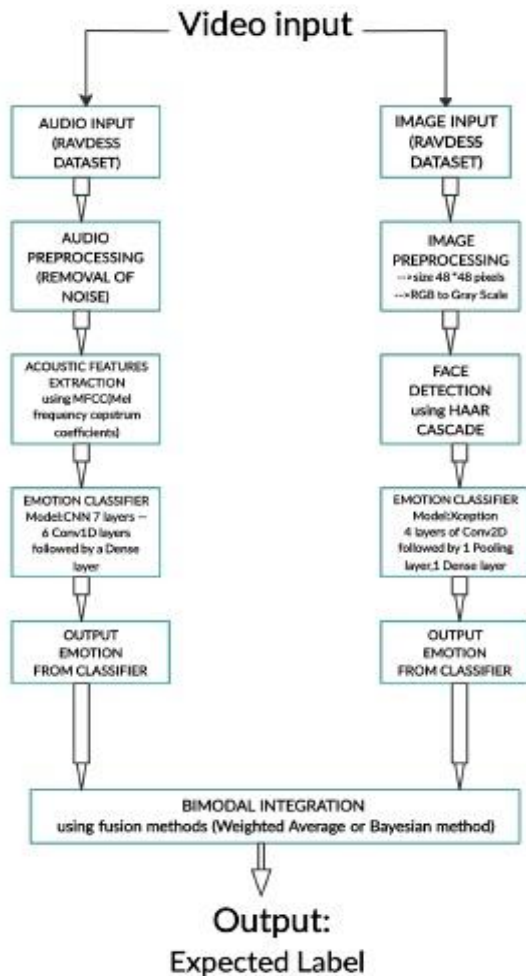 Video input
AUDIO INPUT
(RAVDESS
DATASET)
AUDIO
PREPROCESSING
(REMOVAL OF
NOISE)
ACOUSTIC FEATURES
EXTRACTION
using MFCC(Mel
frequency cepstrum
coefficients)
EMOTION CLASSIFIER
Model:CNN 7 layers —
6 Conv1D layers
followed by a Dense
layer
OUTPUT
EMOTION
FROM CLASSIFIER
IMAGE INPUT
(RAVDESS
DATASET)
IMAGE
PREPROCESSING
-->size 48 *48 pixels
-->RGB to Gray Scale
FACE
DETECTION
using HAAR
CASCADE
EMOTION CLASSIFIER
Model:Xception
4 layers of Conv2D
followed by 1 Pooling
layer,1 Dense layer
OUTPUT
EMOTION
FROM CLASSIFIER
BIMODAL INTEGRATION
using fusion methods (Weighted Average or Bayesian method)
Output:
Expected Label